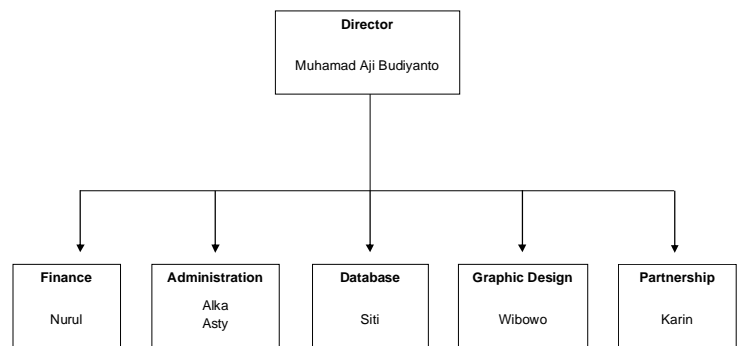 Director
Muhamad Aji Budiyanto
Finance
Nurul
Administration
Alka
Asty
Database
Siti
Graphic Design
Wibowo
Partnership
Karin